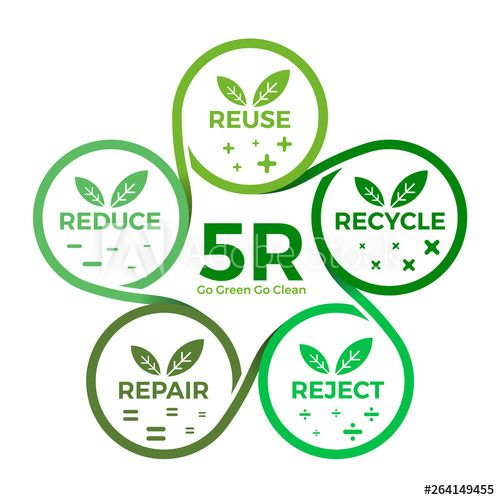 REUSE
REDUCE
RECYCLE
5R
Go Green Go Clean
REPAIR
REJECT
#264149455